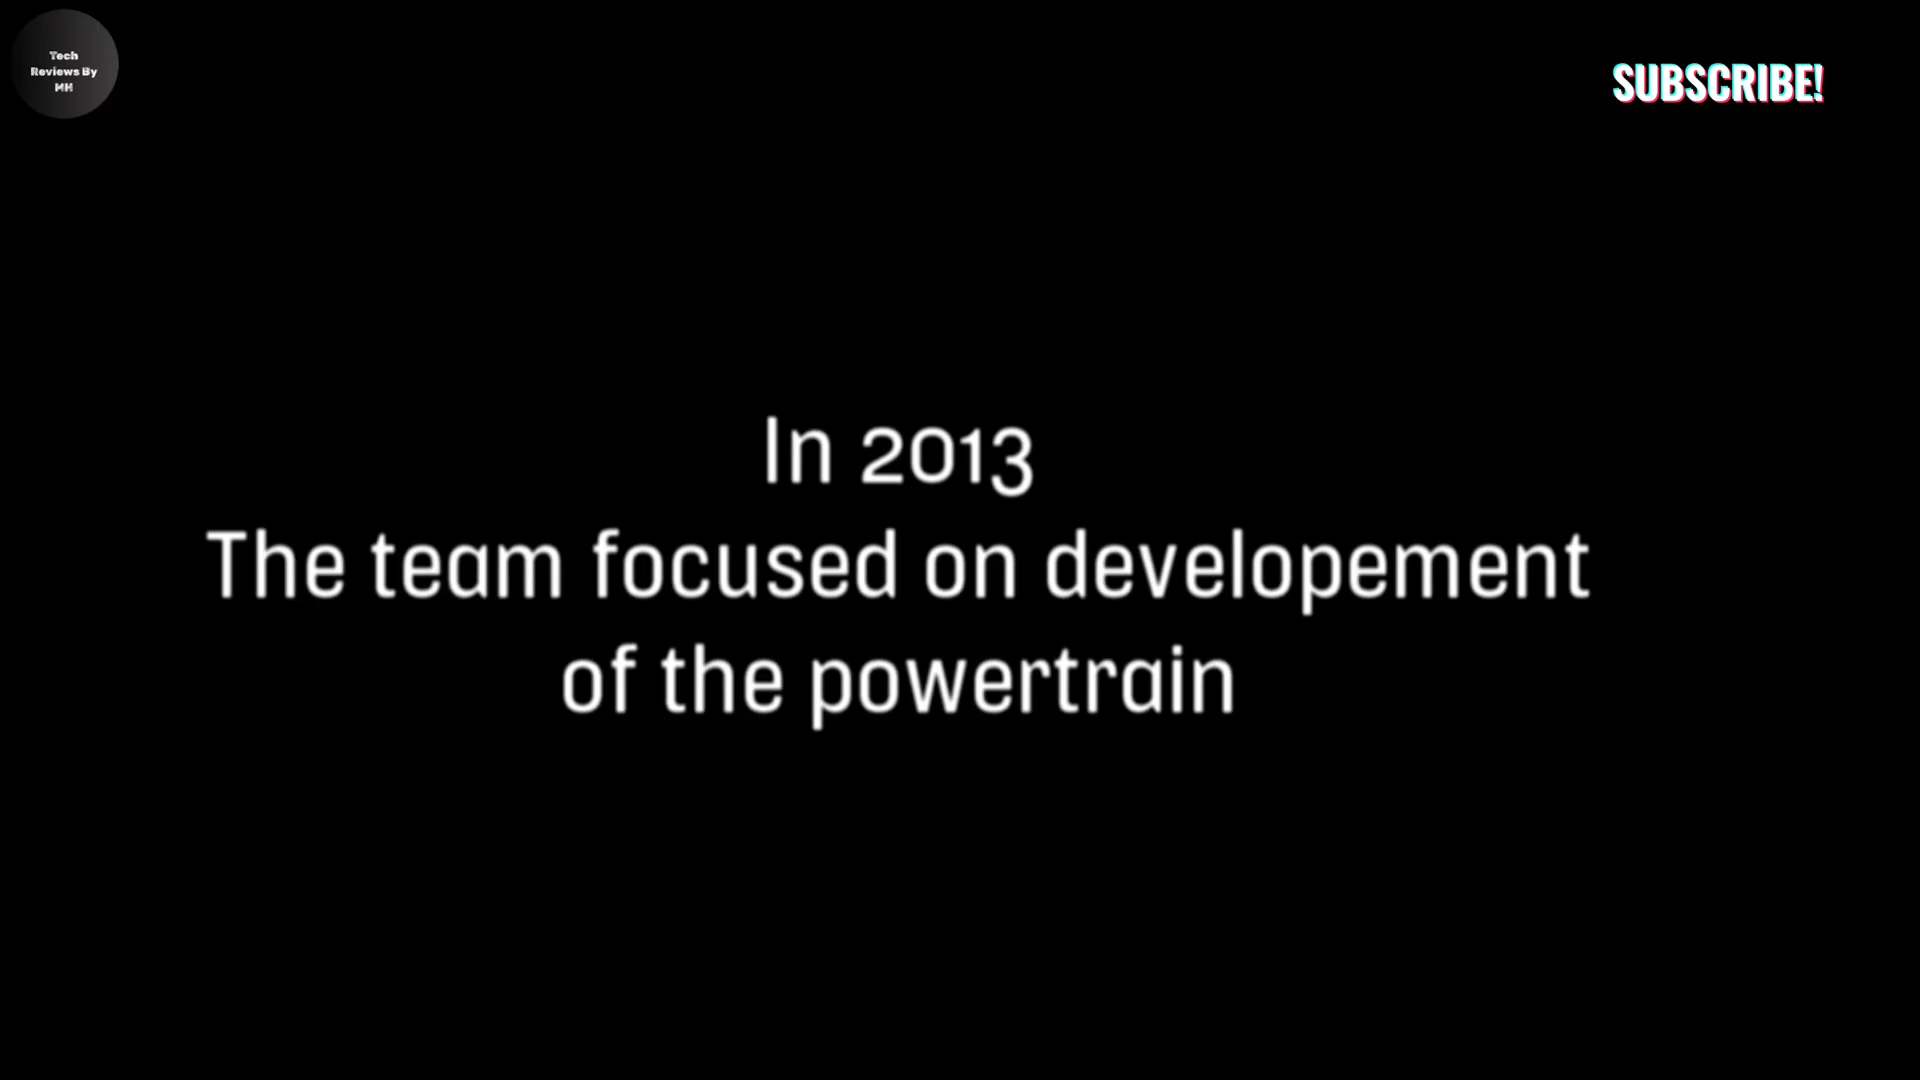 Tech
Reviews By
MH
SUBSCRIBE!
In 2013
The team focused on developement
of the powertrain